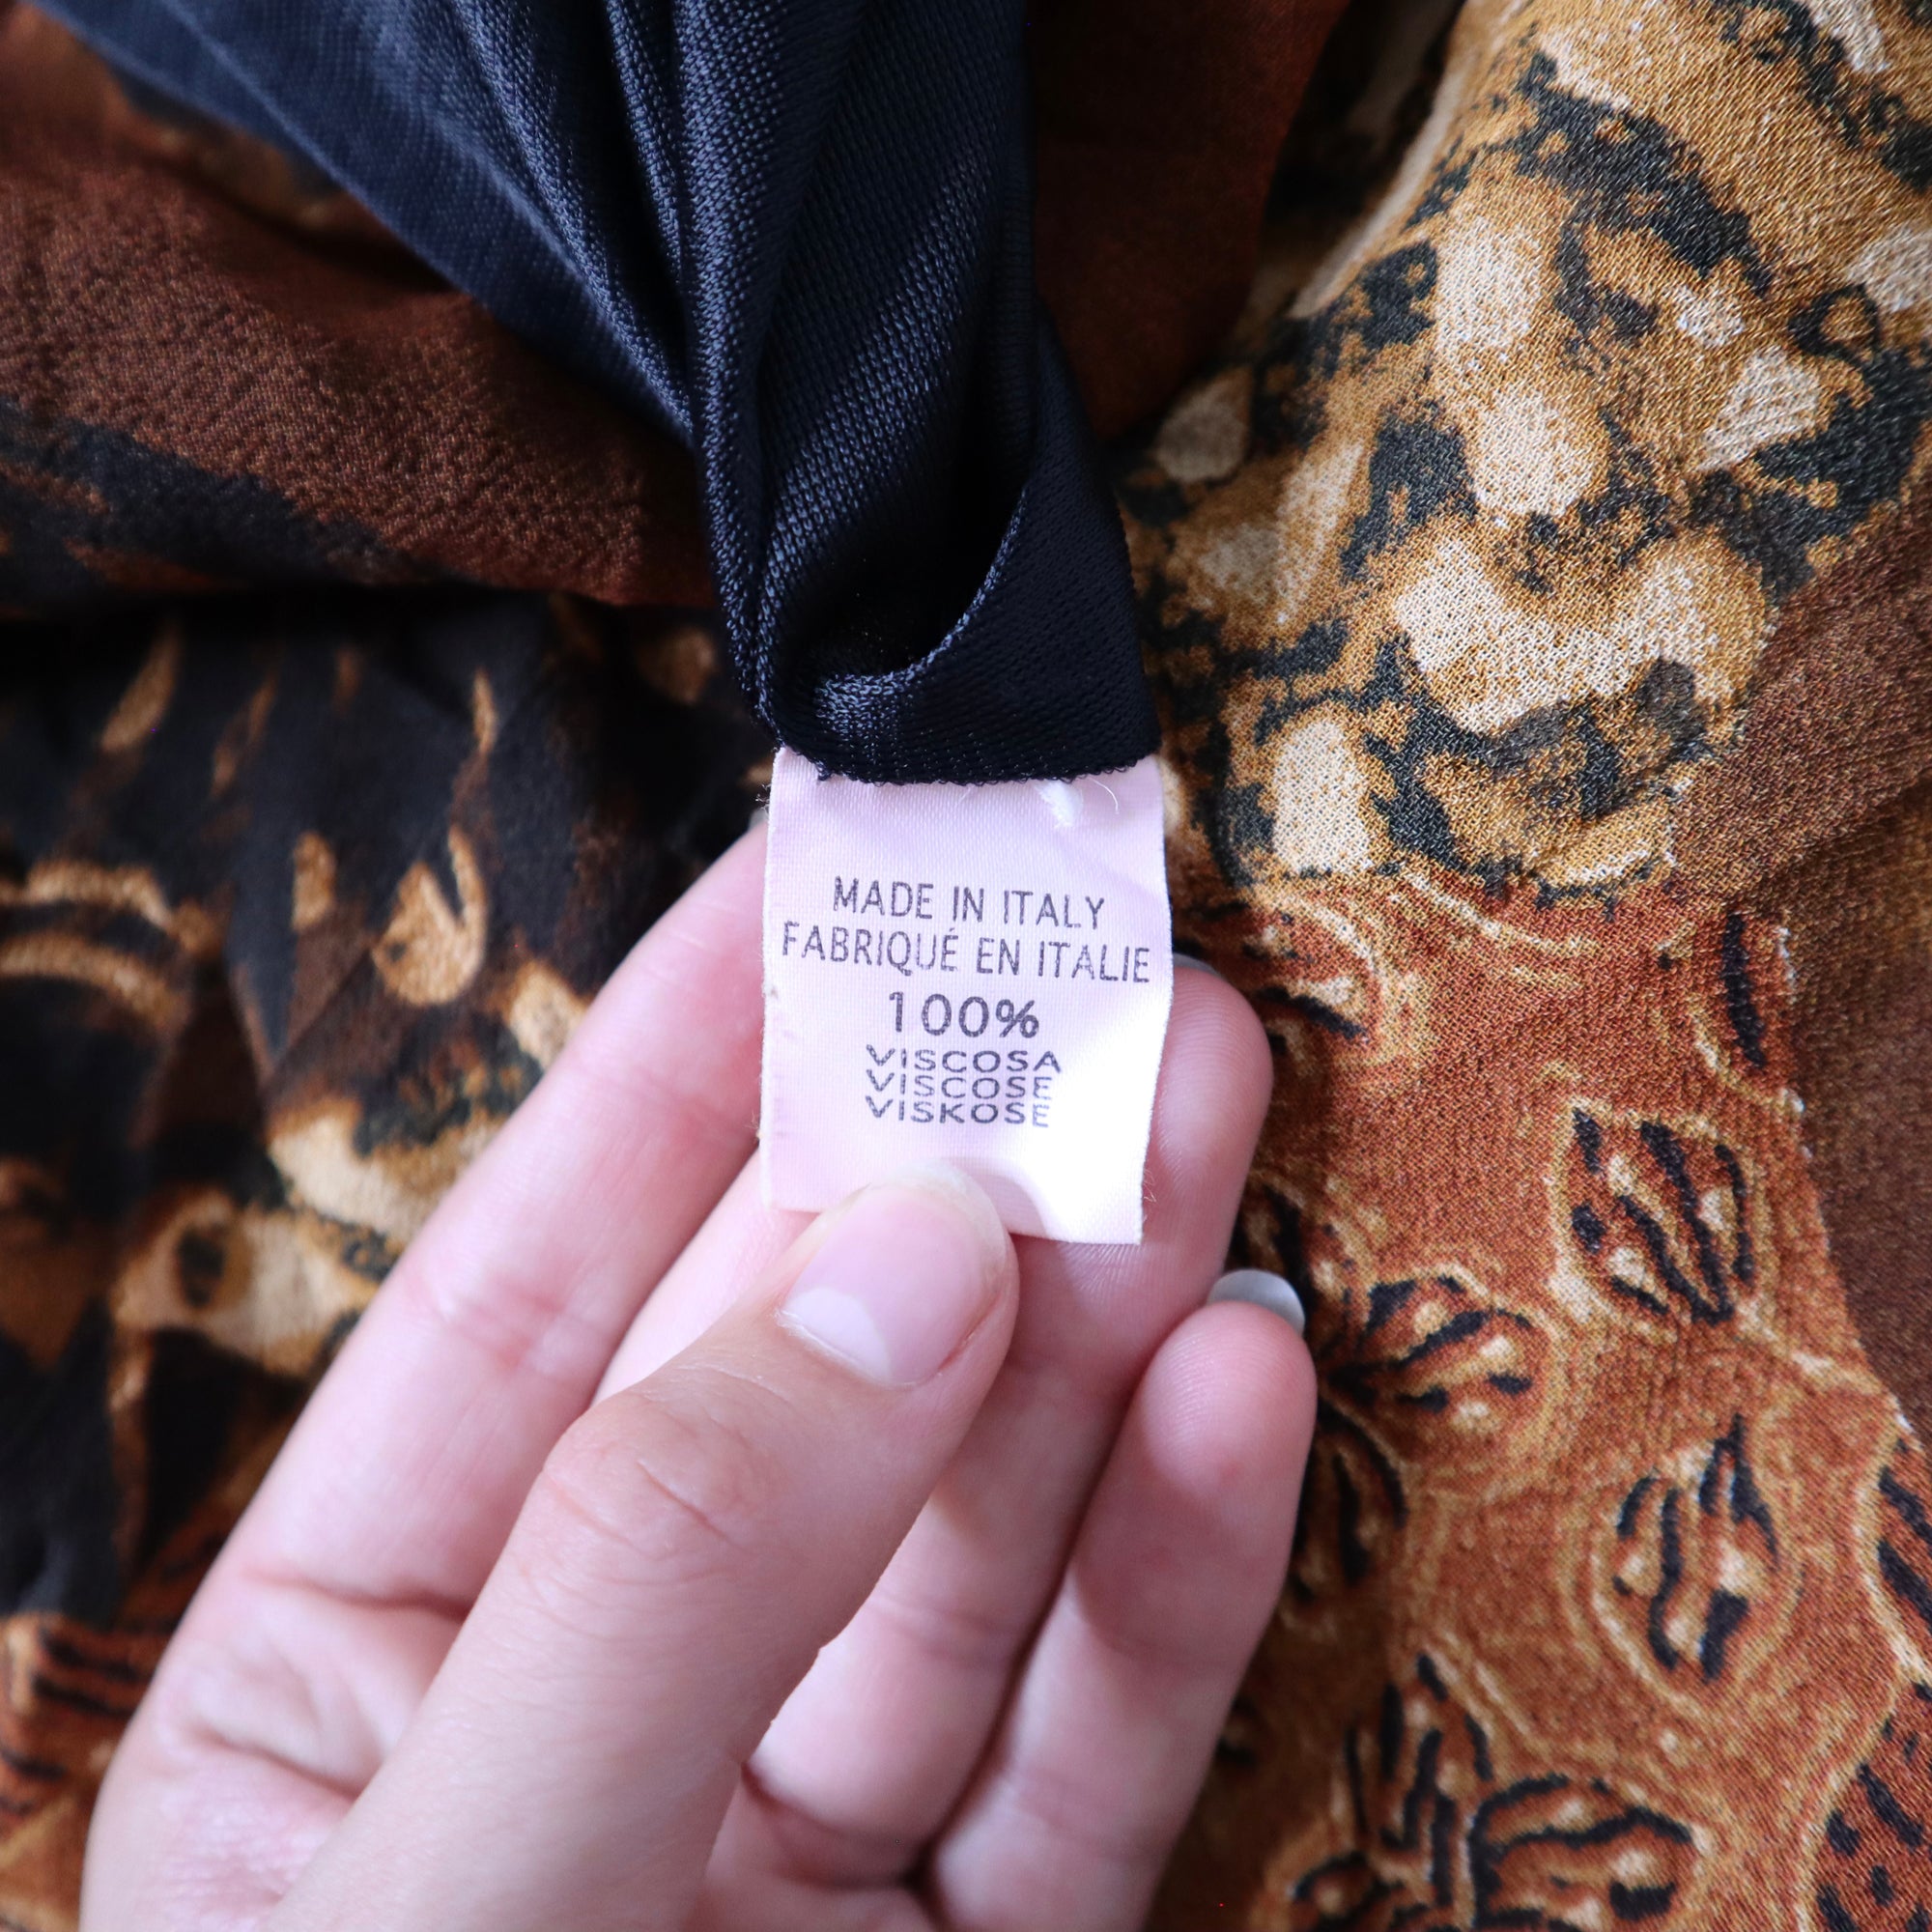 MADE IN ITALY
FABRIQUÉ EN ITALIE
100%
VISCOSA
VISCOSE
VISKOSE